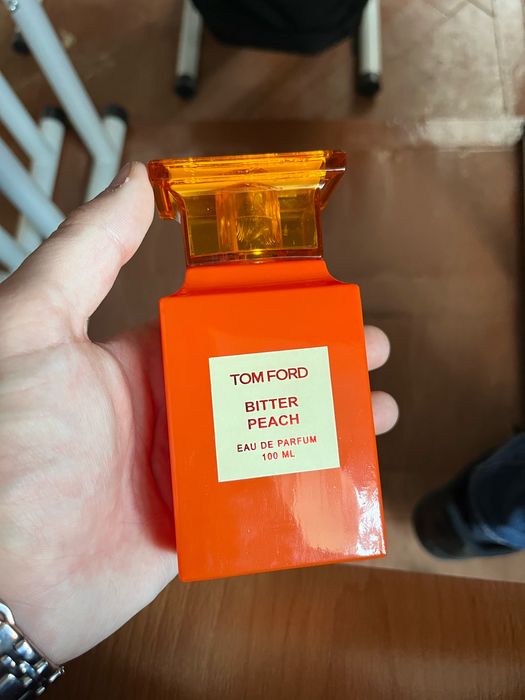 TOM FORD
BITTER
PEACH
EAU DE PARFUM
100 ML